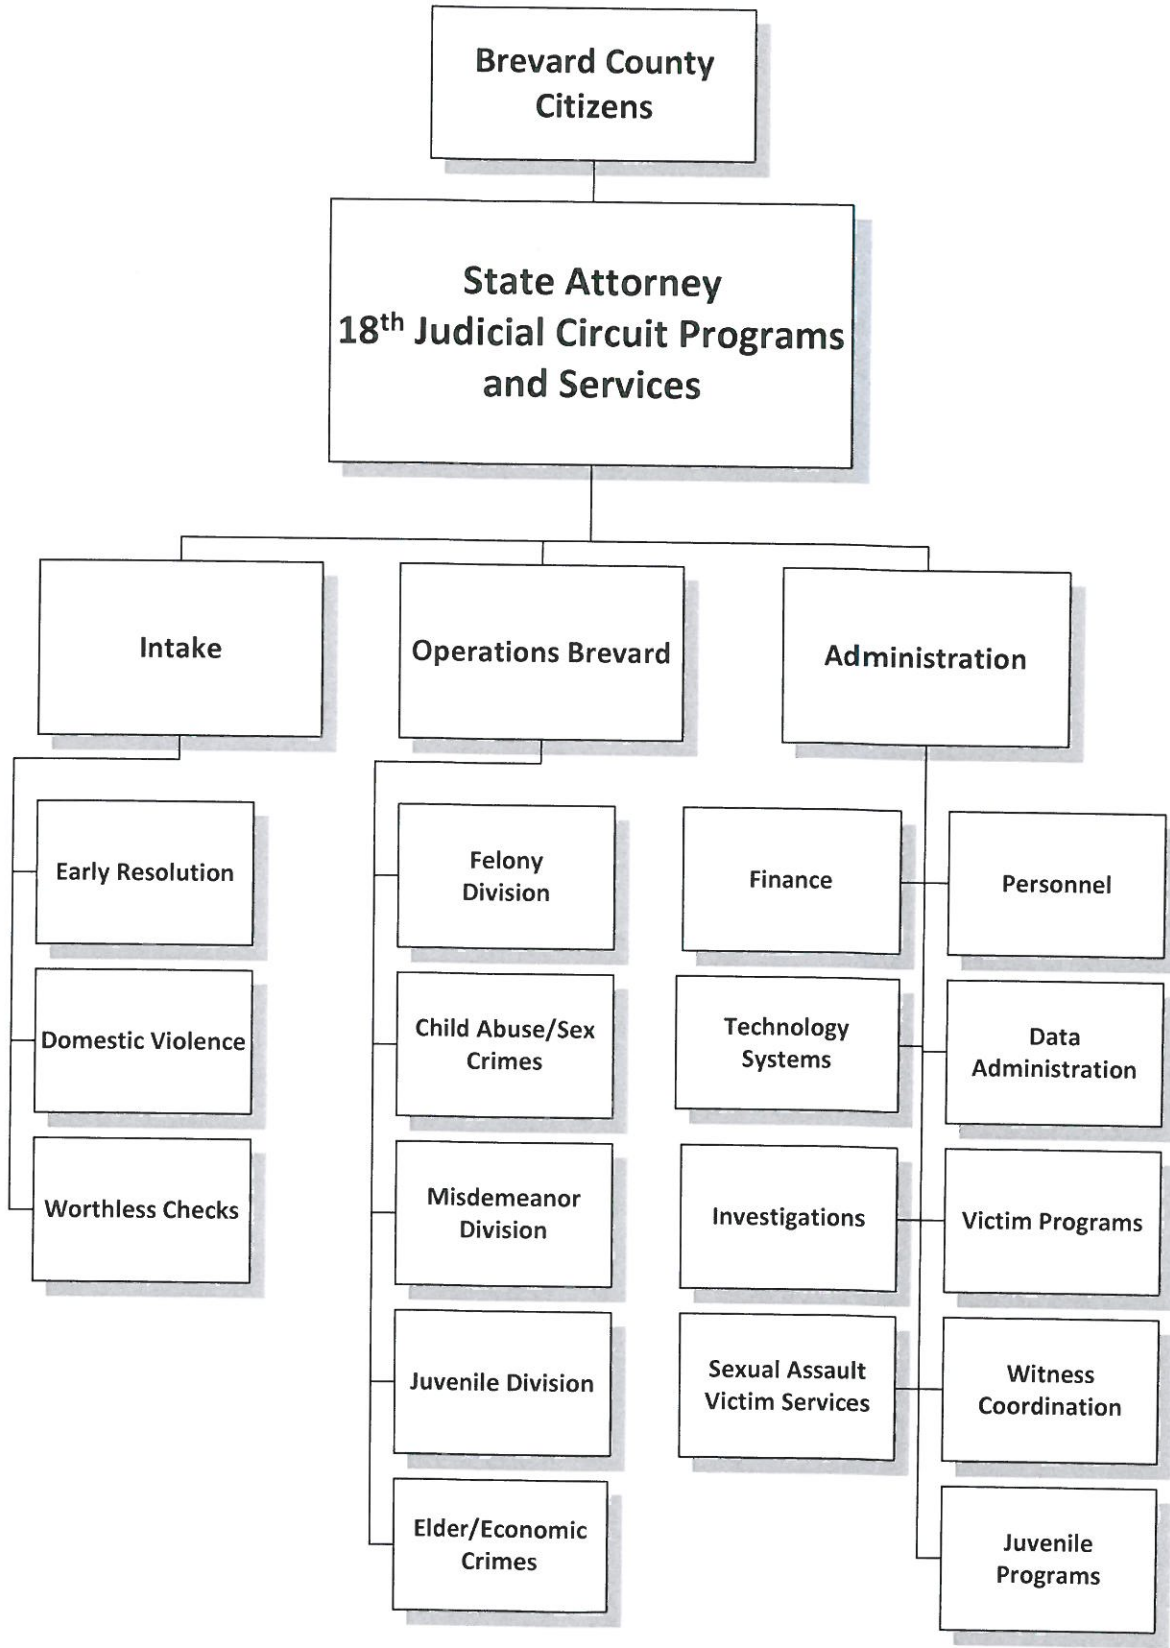 Brevard County
Citizens
State Attorney
18th Judicial Circuit Programs
and Services
Intake
Operations Brevard
Administration
Early Resolution
Domestic Violence
Worthless Checks
Felony
Division
Child Abuse/Sex
Crimes
Misdemeanor
Division
Juvenile Division
Elder/Economic
Crimes
Finance
Personnel
Technology
Systems
Data
Administration
Investigations
Victim Programs
Sexual Assault
Victim Services
Witness
Coordination
Juvenile
Programs